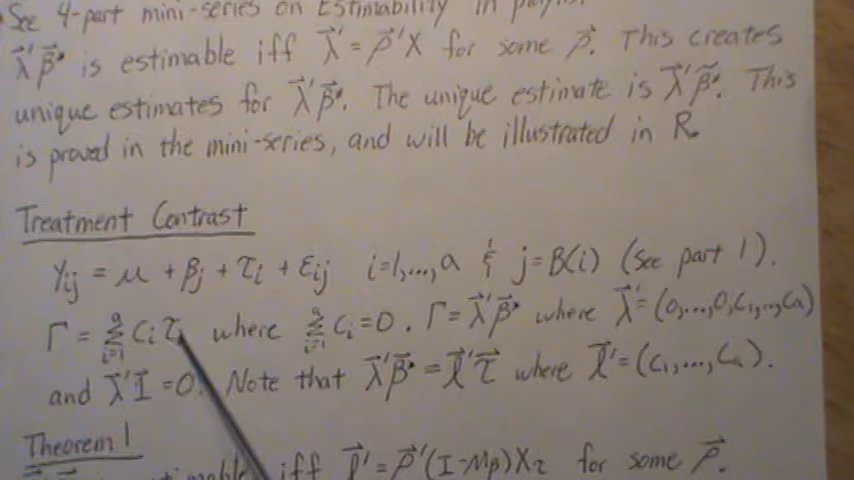 See 4-part mini-series on Estimability in
λ⃗'β⃗* is estimable iff λ⃗' = ρ⃗'X for some ρ⃗. This creates
unique estimates for λ⃗'β⃗*. The unique estimate is λ⃗'β̃⃗*. This
is proved in the mini-series, and will be illustrated in R.
Treatment Contrast
Yij = μ + βj + τi + εij i=1,...,a & j=B(i) (See part 1).
Γ = Σ_{i=1}^{a} Ci τi where Σ_{i=1}^{a} Ci=0. Γ=λ⃗'β⃗* where λ⃗'=(0,...,0,C1,...,Ca)
and λ⃗'1⃗ =0. Note that λ⃗'β⃗* = l⃗'τ⃗ where l⃗'=(C1,...,Ca).
Theorem 1
iff l⃗'=ρ⃗'(I-Mβ)Xτ for some ρ⃗.